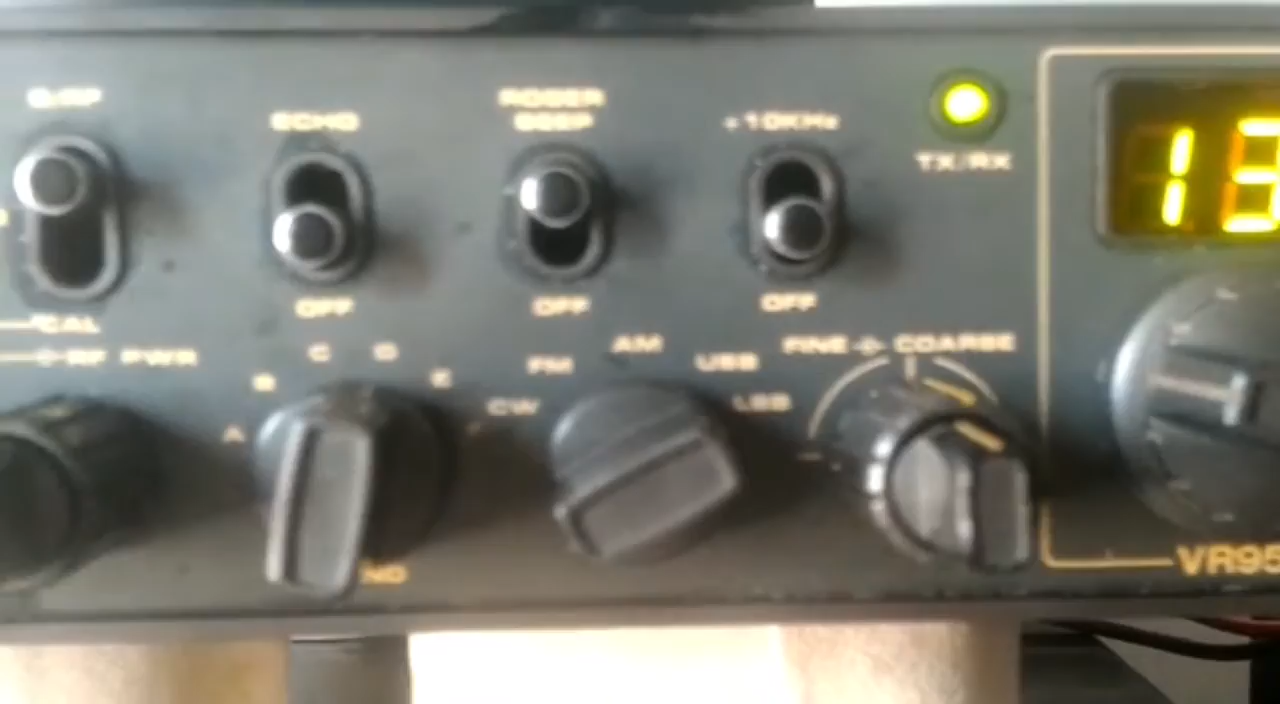 ECHO
ROGER
BEEP
+10KHz
TX/RX
OFF
OFF
OFF
CAL
RF PWR
A
B
C
D
E
CW
FM
AM
USB
LSB
FINE
COARSE
VR95